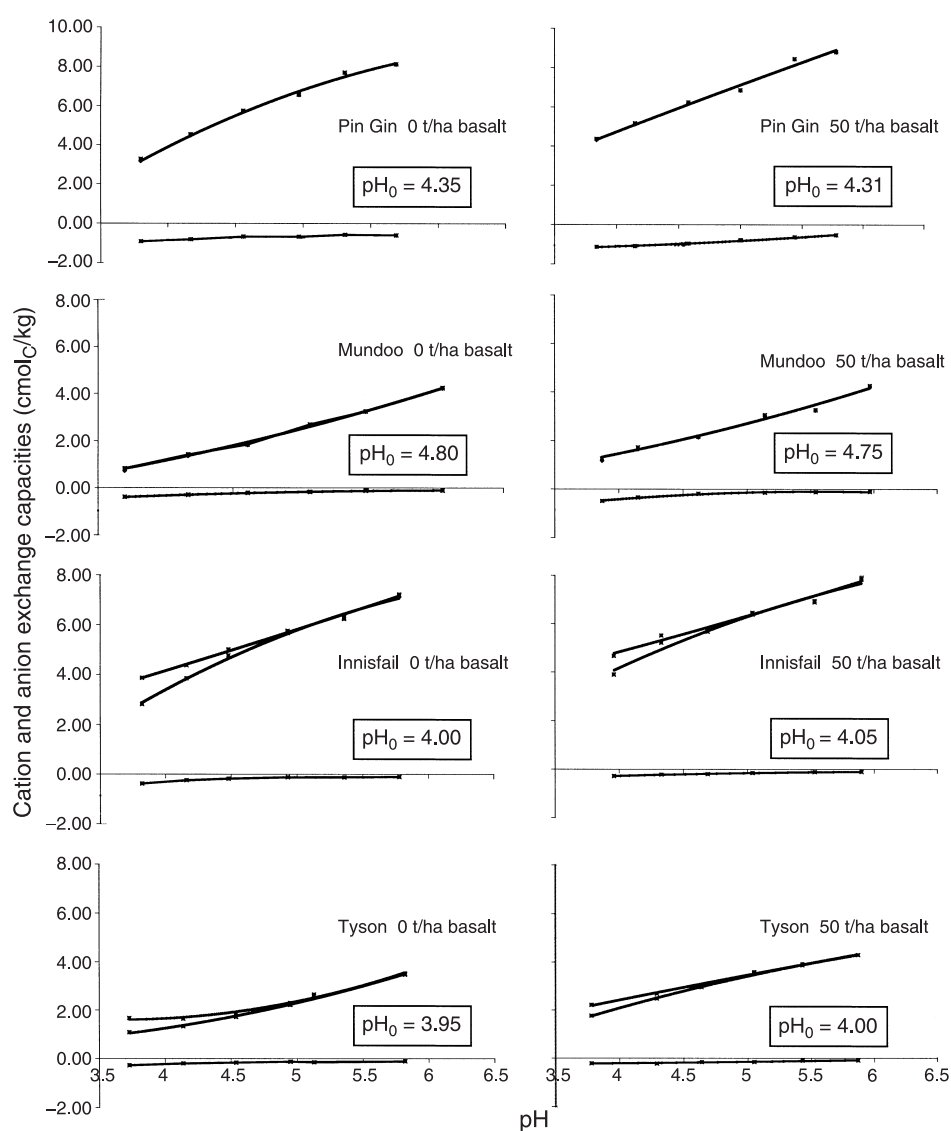 Cation and anion exchange capacities (cmolC/kg)
10.00
8.00
6.00
4.00
2.00
0.00
–2.00
Pin Gin 0 t/ha basalt
pH0 = 4.35
Pin Gin 50 t/ha basalt
pH0 = 4.31
8.00
6.00
4.00
2.00
0.00
–2.00
Mundoo 0 t/ha basalt
pH0 = 4.80
Mundoo 50 t/ha basalt
pH0 = 4.75
8.00
6.00
4.00
2.00
0.00
–2.00
Innisfail 0 t/ha basalt
pH0 = 4.00
Innisfail 50 t/ha basalt
pH0 = 4.05
8.00
6.00
4.00
2.00
0.00
–2.00
Tyson 0 t/ha basalt
pH0 = 3.95
Tyson 50 t/ha basalt
pH0 = 4.00
3.5 4 4.5 5 5.5 6 6.5
3.5 4 4.5 5 5.5 6 6.5
pH